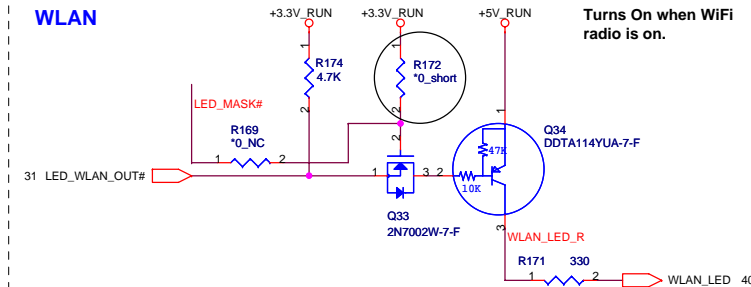 WLAN
+3.3V_RUN
+3.3V_RUN
+5V_RUN
Turns On when WiFi
radio is on.
1
1
R174
4.7K
R172
*0_short
LED_MASK#
2
2
1
R169
*0_NC
1
2
Q34
DDTA114YUA-7-F
47K
2
31 LED_WLAN_OUT#
1
3
2
10K
Q33
2N7002W-7-F
3
WLAN_LED_R
R171 330
1
2
WLAN_LED 40